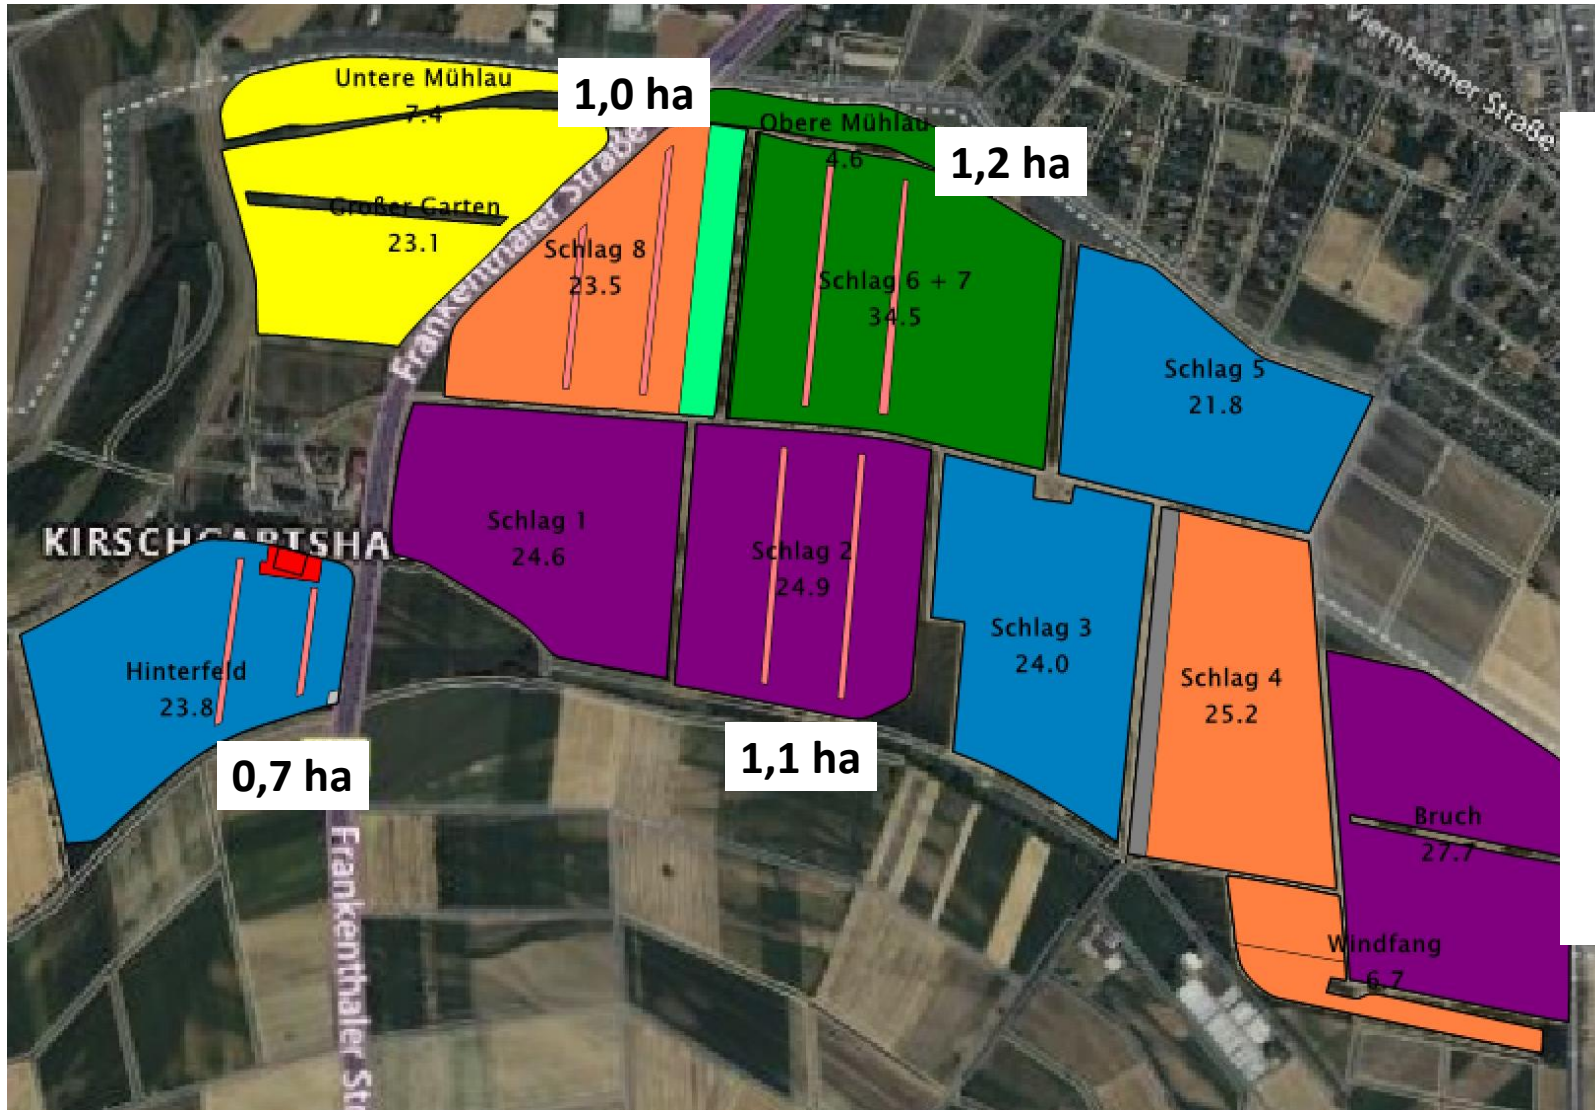 Viernheimer Straße
Untere Mühlau
7.4
1,0 ha
Obere Mühlau
4.6
1,2 ha
Großer Garten
23.1
Frankenthaler Straße
Schlag 8
23.5
Schlag 6 + 7
34.5
Schlag 5
21.8
Schlag 1
24.6
Schlag 2
24.9
KIRSCHGARTSHA
Schlag 3
24.0
Hinterfeld
23.8
Schlag 4
25.2
0,7 ha
1,1 ha
Bruch
27.7
Frankenthaler Str
Windfang
6.7